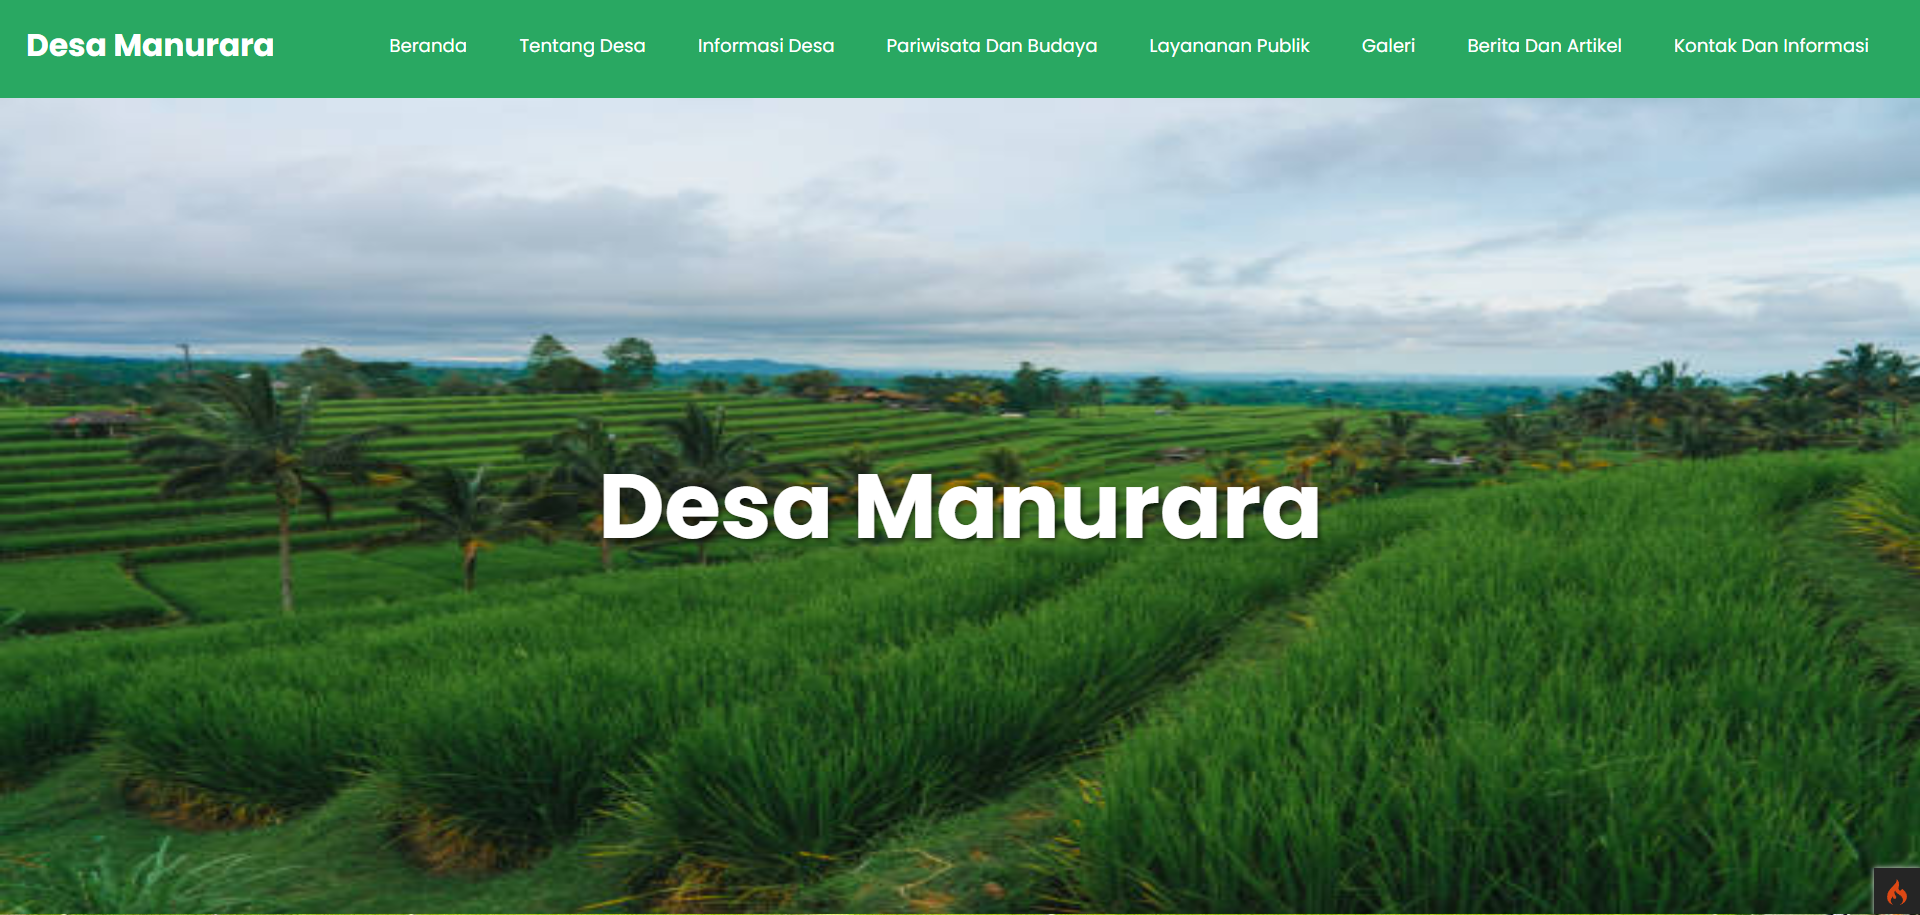 Desa Manurara
Beranda
Tentang Desa
Informasi Desa
Pariwisata Dan Budaya
Layananan Publik
Galeri
Berita Dan Artikel
Kontak Dan Informasi
Desa Manurara